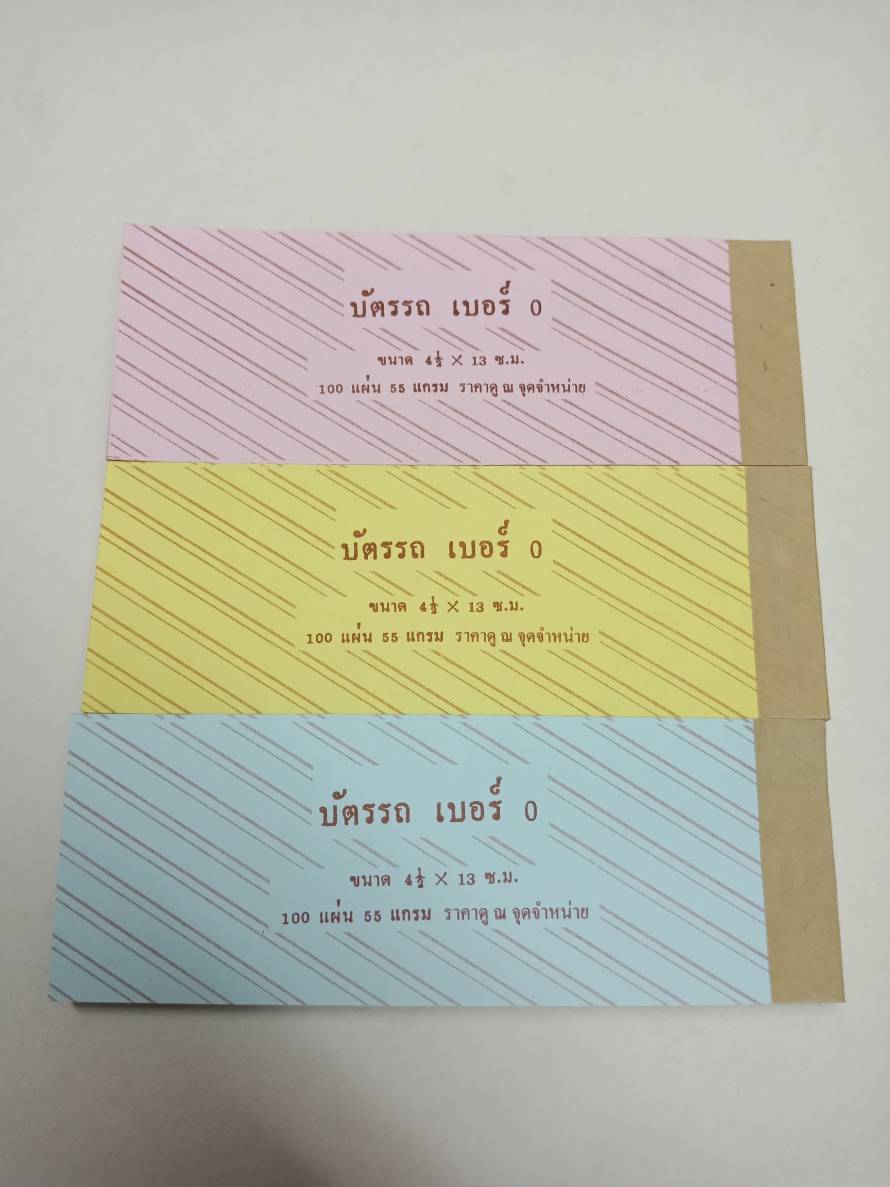 บัตรรถ เบอร์ 0
ขนาด 4½ × 13 ซ.ม.
100 แผ่น 55 แกรม ราคาดู ณ จุดจำหน่าย
บัตรรถ เบอร์ 0
ขนาด 4½ × 13 ซ.ม.
100 แผ่น 55 แกรม ราคาดู ณ จุดจำหน่าย
บัตรรถ เบอร์ 0
ขนาด 4½ × 13 ซ.ม.
100 แผ่น 55 แกรม ราคาดู ณ จุดจำหน่าย